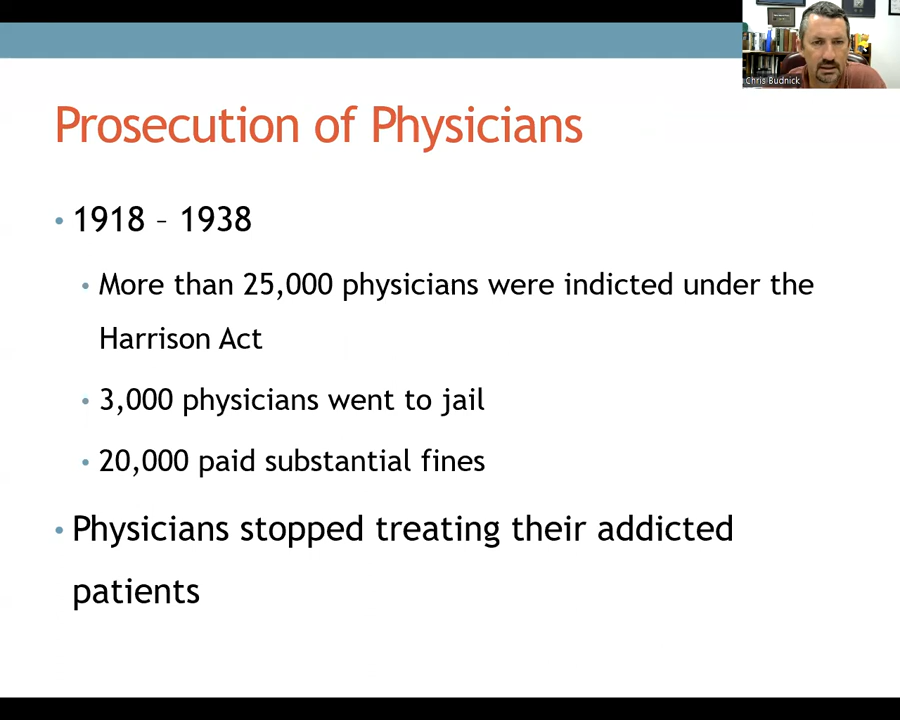 Chris Budnick
Prosecution of Physicians
• 1918 – 1938
• More than 25,000 physicians were indicted under the
Harrison Act
• 3,000 physicians went to jail
• 20,000 paid substantial fines
• Physicians stopped treating their addicted
patients